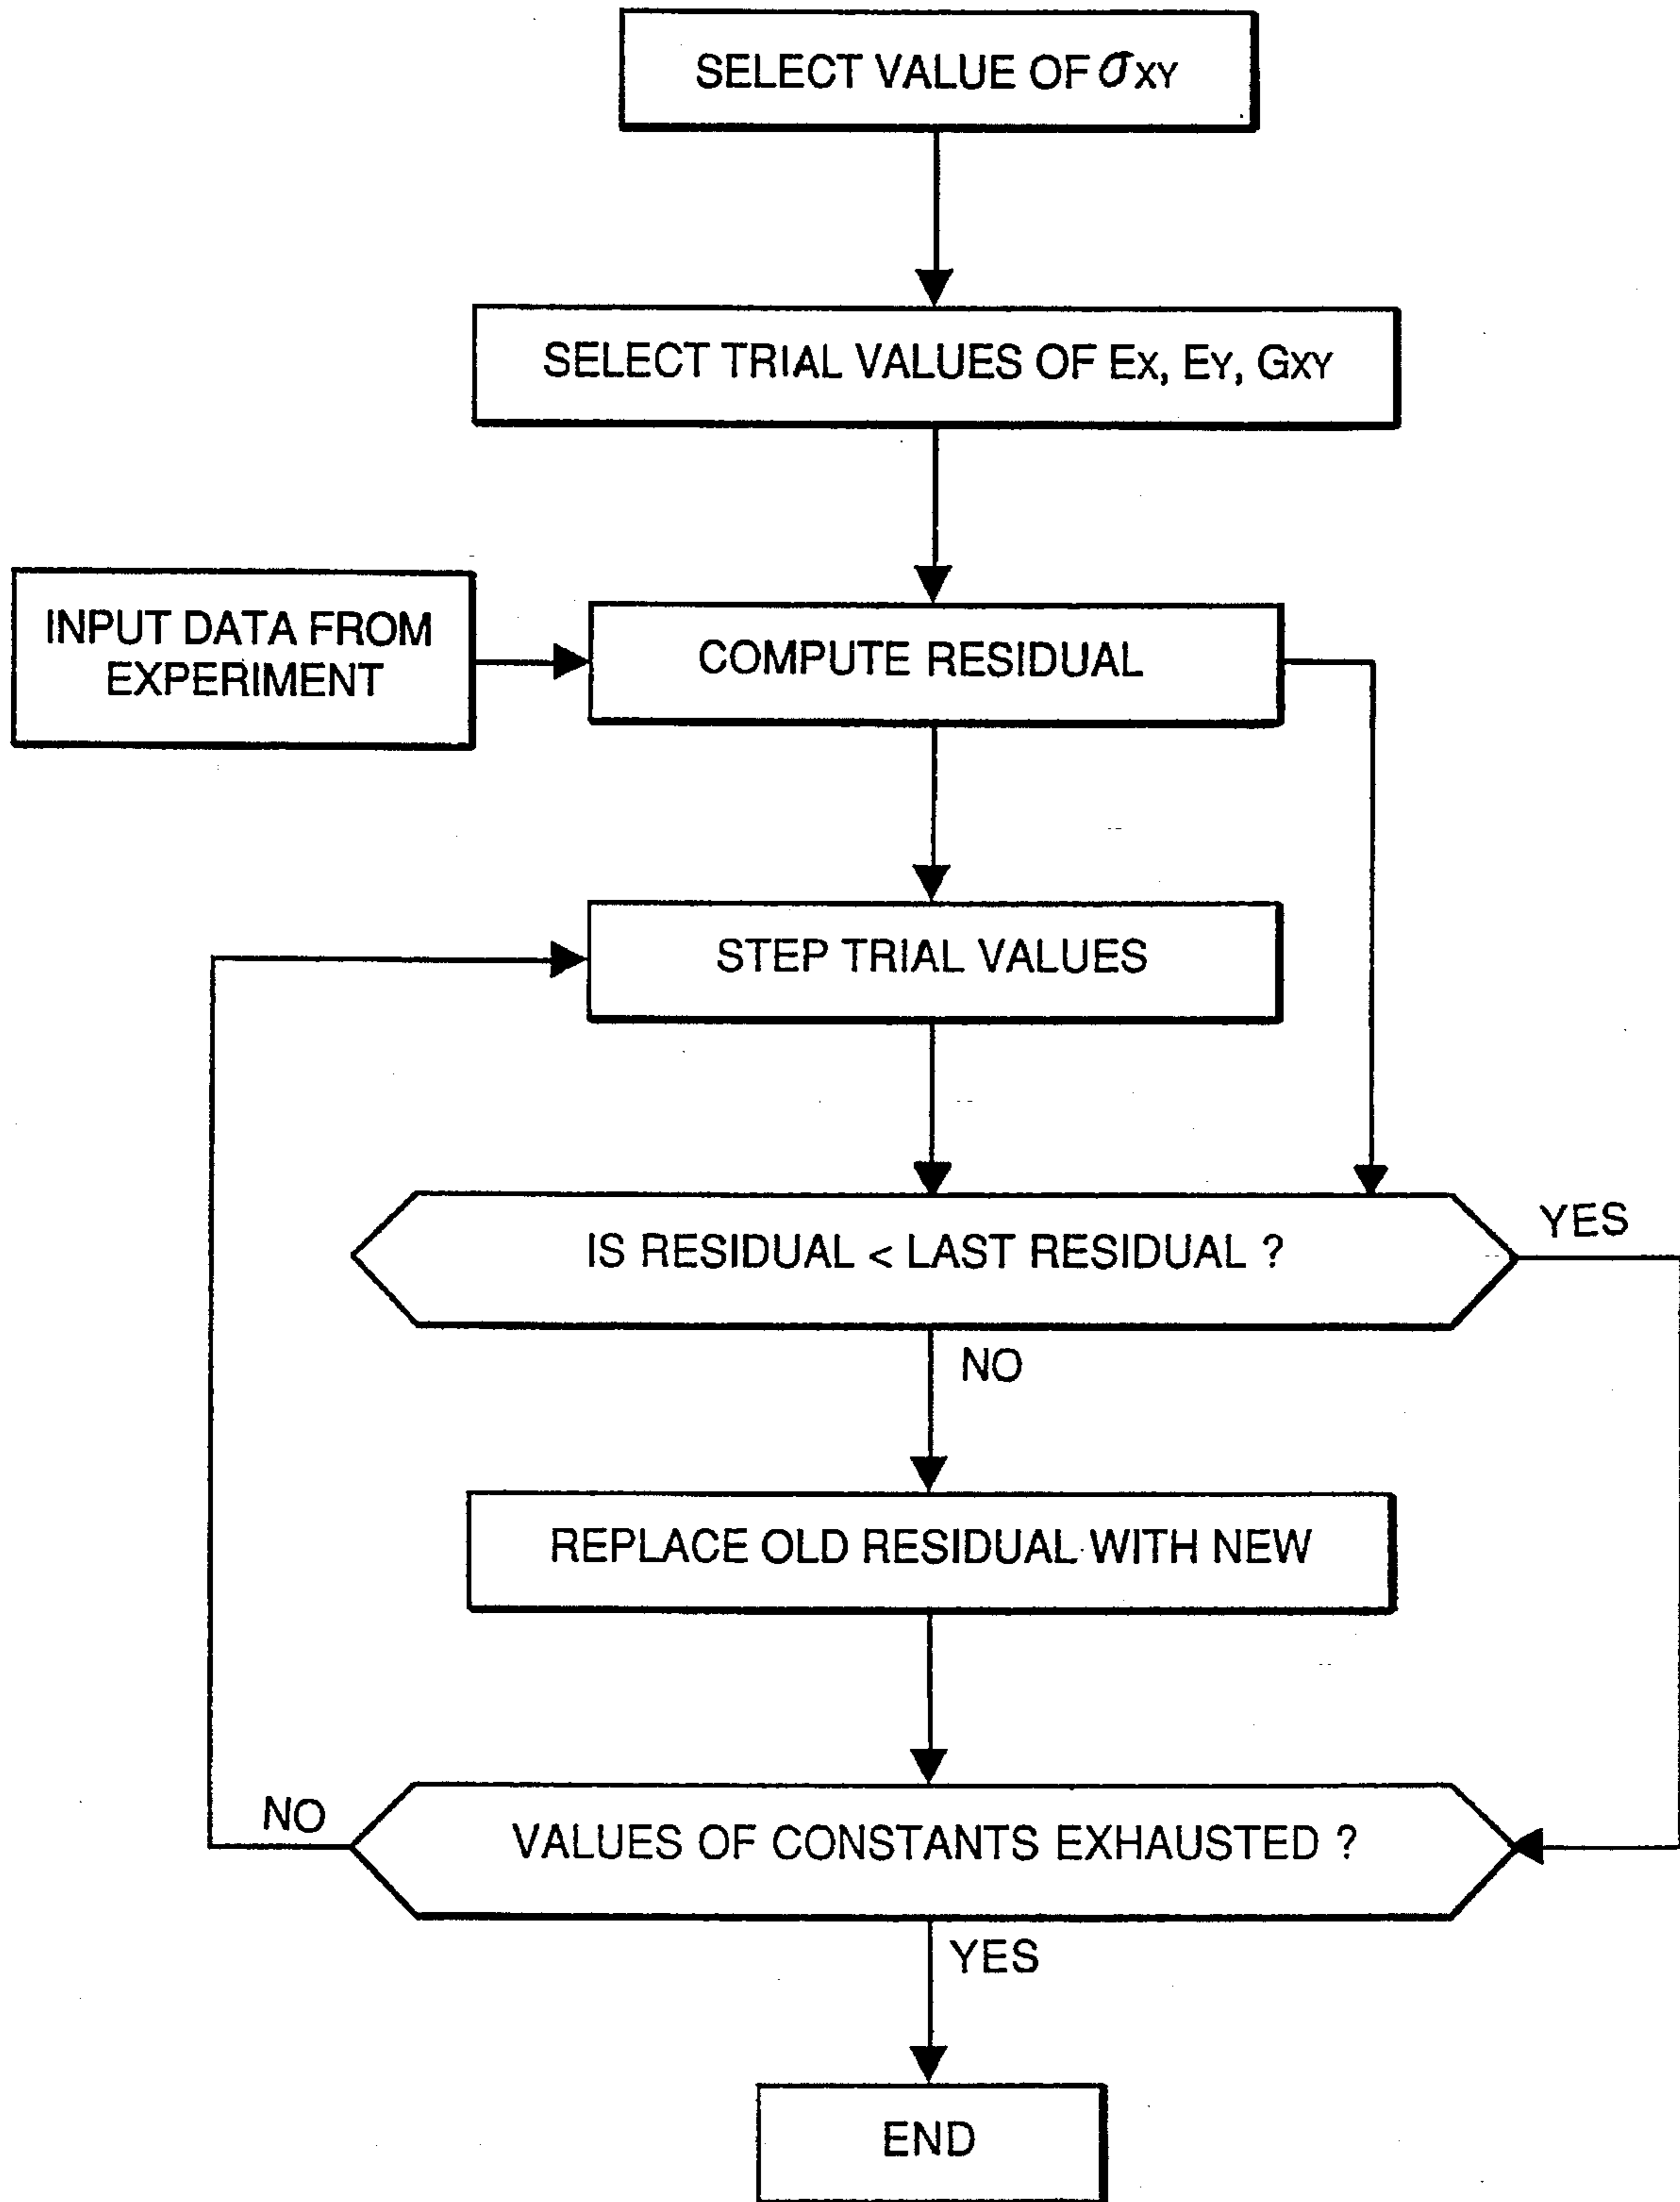 SELECT VALUE OF σXY
SELECT TRIAL VALUES OF EX, EY, GXY
INPUT DATA FROM
EXPERIMENT
COMPUTE RESIDUAL
STEP TRIAL VALUES
IS RESIDUAL < LAST RESIDUAL ?
YES
NO
REPLACE OLD RESIDUAL WITH NEW
NO
VALUES OF CONSTANTS EXHAUSTED ?
YES
END